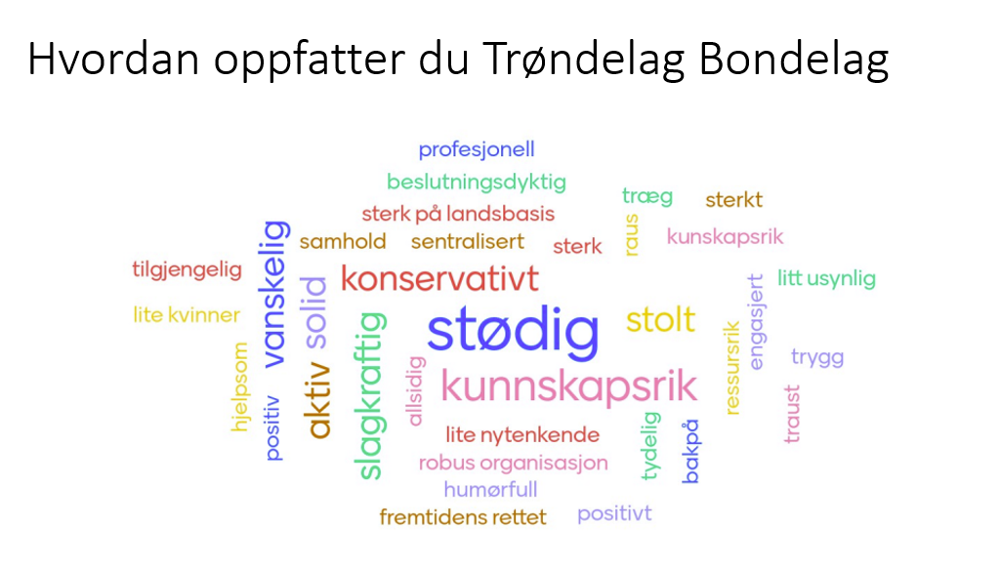 Hvordan oppfatter du Trøndelag Bondelag
profesjonell
beslutningsdyktig
træg
sterkt
sterk på landsbasis
raus
samhold
sentralisert
sterk
kunskapsrik
vanskelig
tilgjengelig
konservativt
litt usynlig
solid
engasjert
lite kvinner
stødig
stolt
slagkraftig
ressursrik
trygg
hjelpsom
aktiv
allsidig
kunnskapsrik
traust
positiv
lite nytenkende
tydelig
bakpå
robus organisasjon
humørfull
fremtidens rettet
positivt